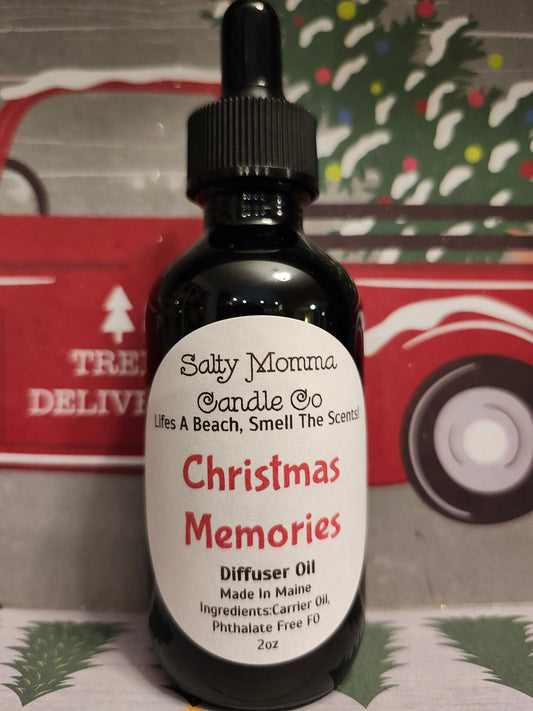 Salty Momma
Candle Co
Lifes A Beach, Smell The Scents!
Christmas
Memories
Diffuser Oil
Made In Maine
Ingredients:Carrier Oil,
Phthalate Free FO
2oz